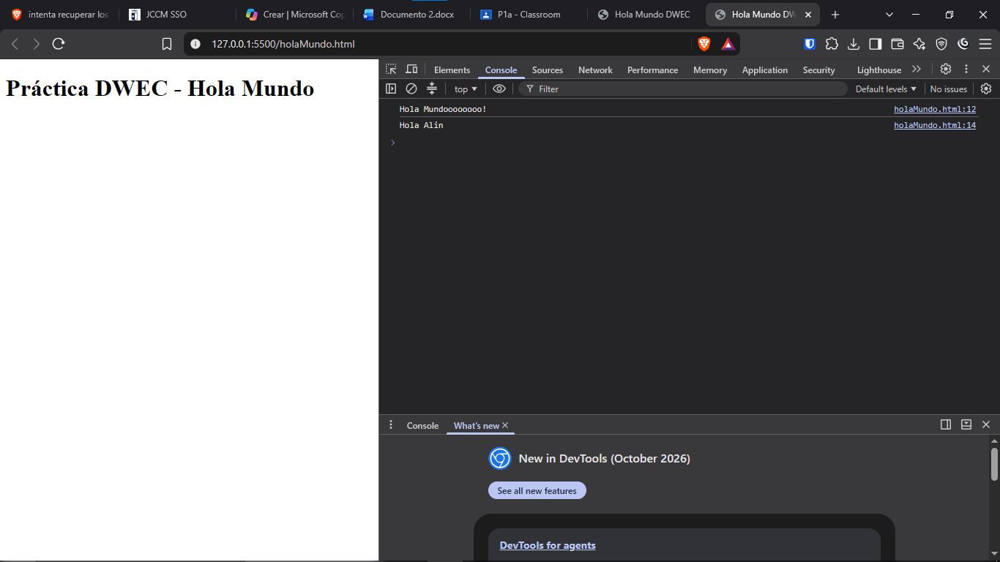 intenta recuperar los
JCCM SSO
Crear | Microsoft Cop
Documento 2.docx
P1a - Classroom
Hola Mundo DWEC
Hola Mundo DW
127.0.0.1:5500/holaMundo.html
Práctica DWEC - Hola Mundo
Elements Console Sources Network Performance Memory Application Security Lighthouse
top Filter Default levels No issues
Hola Mundoooooooo! holaMundo.html:12
Hola Alin holaMundo.html:14
Console What's new
New in DevTools (October 2026)
See all new features
DevTools for agents